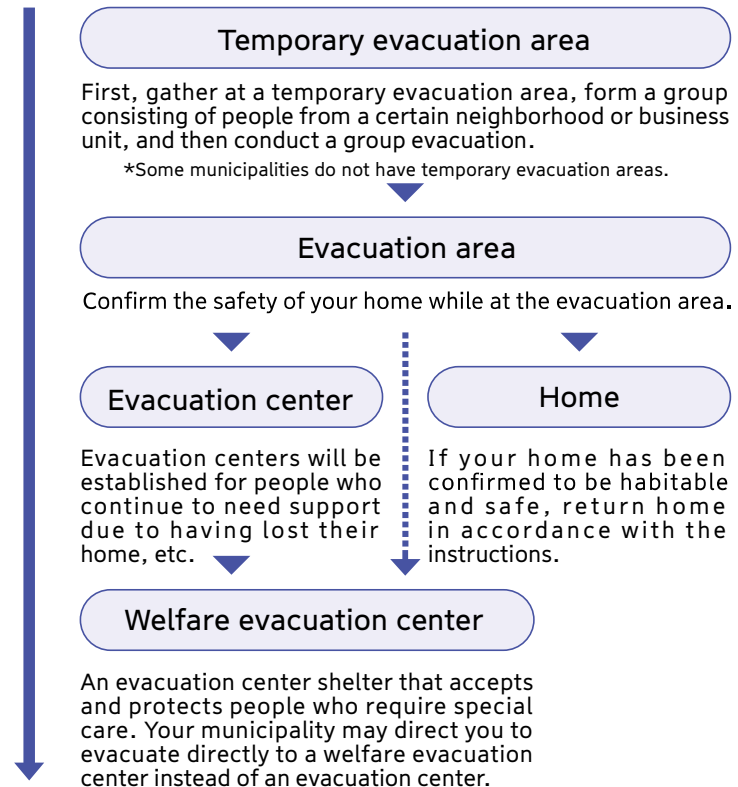 Temporary evacuation area
First, gather at a temporary evacuation area, form a group
consisting of people from a certain neighborhood or business
unit, and then conduct a group evacuation.
*Some municipalities do not have temporary evacuation areas.
Evacuation area
Confirm the safety of your home while at the evacuation area.
Evacuation center
Evacuation centers will be
established for people who
continue to need support
due to having lost their
home, etc.
Home
If your home has been
confirmed to be habitable
and safe, return home
in accordance with the
instructions.
Welfare evacuation center
An evacuation center shelter that accepts
and protects people who require special
care. Your municipality may direct you to
evacuate directly to a welfare evacuation
center instead of an evacuation center.